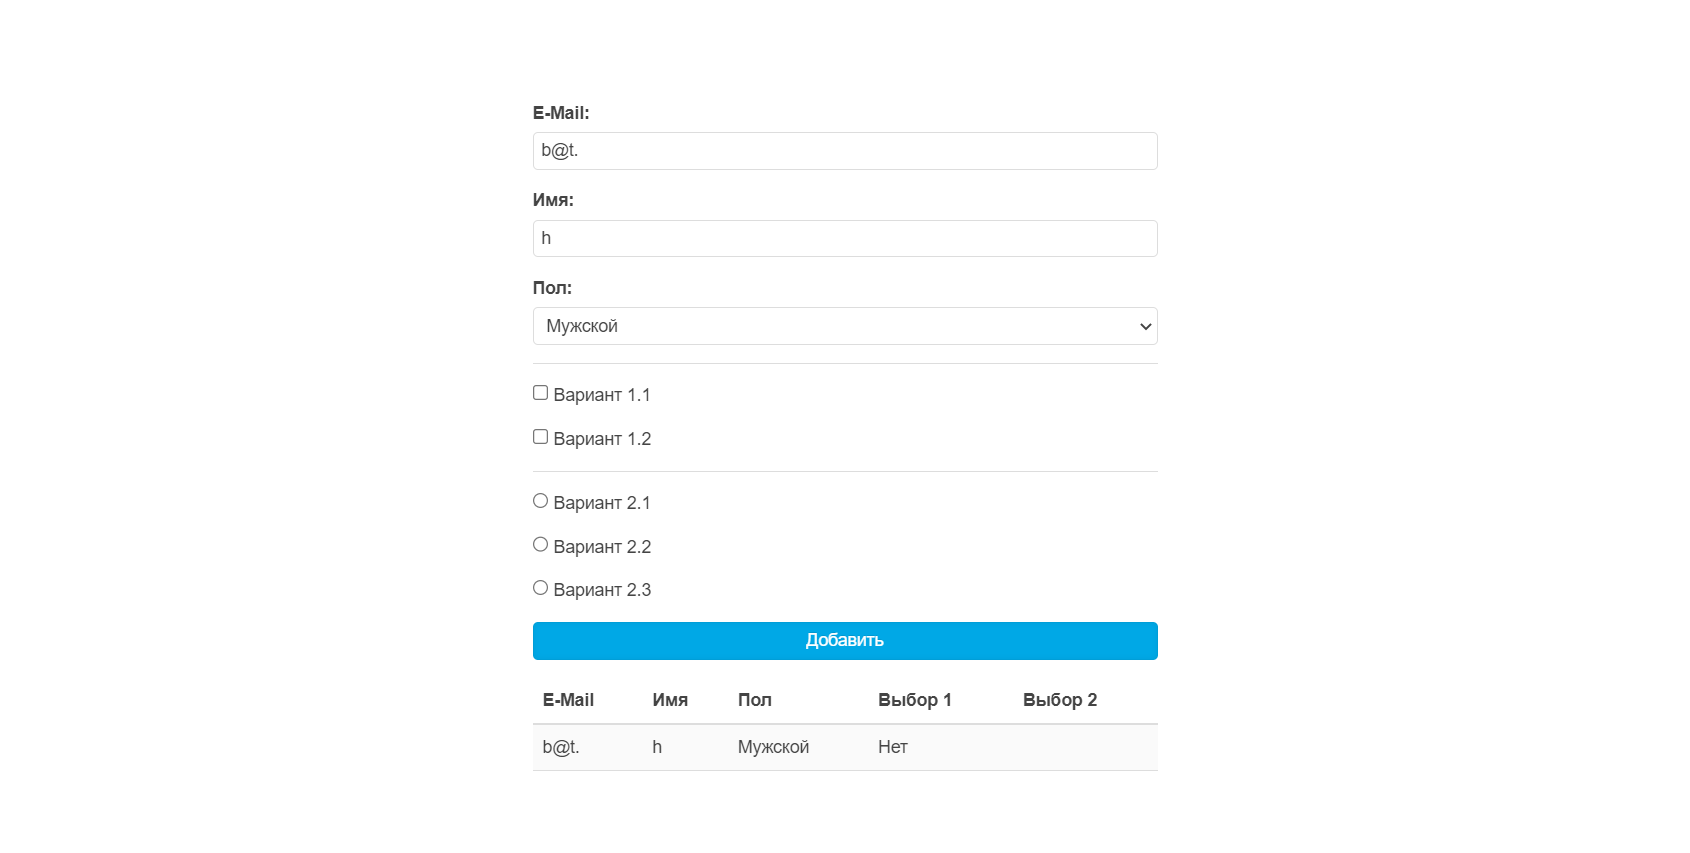 E-Mail:
b@t.
Имя:
h
Пол:
Мужской
Вариант 1.1
Вариант 1.2
Вариант 2.1
Вариант 2.2
Вариант 2.3
Добавить
E-Mail Имя Пол Выбор 1 Выбор 2
b@t. h Мужской Нет